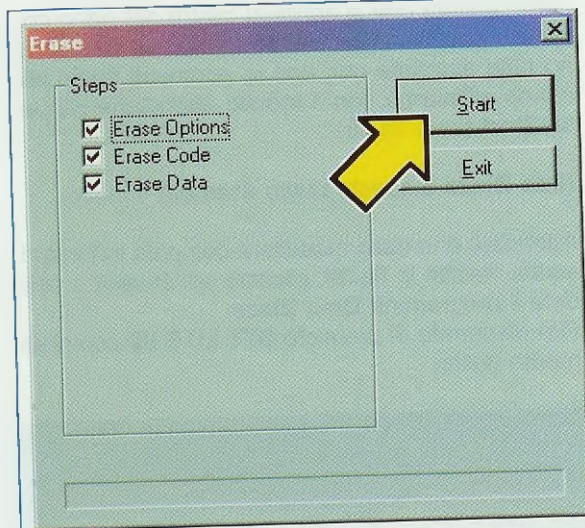 Erase
Steps
Erase Options
Erase Code
Erase Data
Start
Exit